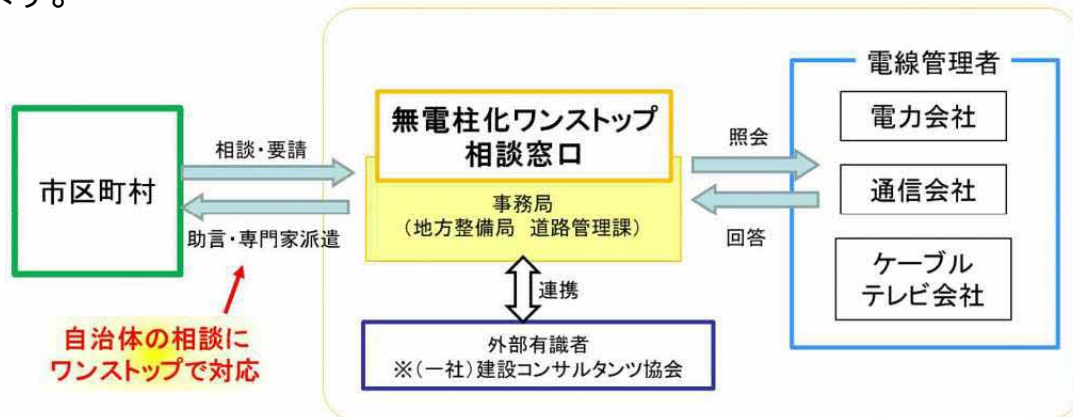 ます。
市区町村
相談・要請
助言・専門家派遣
自治体の相談に
ワンストップで対応
無電柱化ワンストップ
相談窓口
事務局
(地方整備局 道路管理課)
連携
外部有識者
※(一社)建設コンサルタンツ協会
照会
回答
電線管理者
電力会社
通信会社
ケーブル
テレビ会社